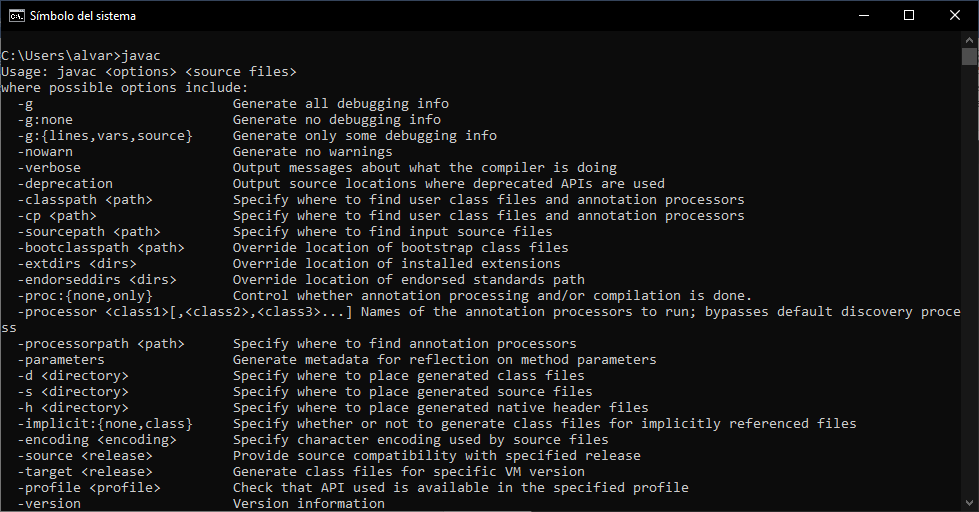 Símbolo del sistema
C:\Users\alvar>javac
Usage: javac <options> <source files>
where possible options include:
  -g                         Generate all debugging info
  -g:none                    Generate no debugging info
  -g:{lines,vars,source}     Generate only some debugging info
  -nowarn                    Generate no warnings
  -verbose                   Output messages about what the compiler is doing
  -deprecation               Output source locations where deprecated APIs are used
  -classpath <path>          Specify where to find user class files and annotation processors
  -cp <path>                 Specify where to find user class files and annotation processors
  -sourcepath <path>         Specify where to find input source files
  -bootclasspath <path>      Override location of bootstrap class files
  -extdirs <dirs>            Override location of installed extensions
  -endorseddirs <dirs>       Override location of endorsed standards path
  -proc:{none,only}          Control whether annotation processing and/or compilation is done.
  -processor <class1>[,<class2>,<class3>...] Names of the annotation processors to run; bypasses default discovery proce
ss
  -processorpath <path>      Specify where to find annotation processors
  -parameters                Generate metadata for reflection on method parameters
  -d <directory>             Specify where to place generated class files
  -s <directory>             Specify where to place generated source files
  -h <directory>             Specify where to place generated native header files
  -implicit:{none,class}     Specify whether or not to generate class files for implicitly referenced files
  -encoding <encoding>       Specify character encoding used by source files
  -source <release>          Provide source compatibility with specified release
  -target <release>          Generate class files for specific VM version
  -profile <profile>         Check that API used is available in the specified profile
  -version                   Version information